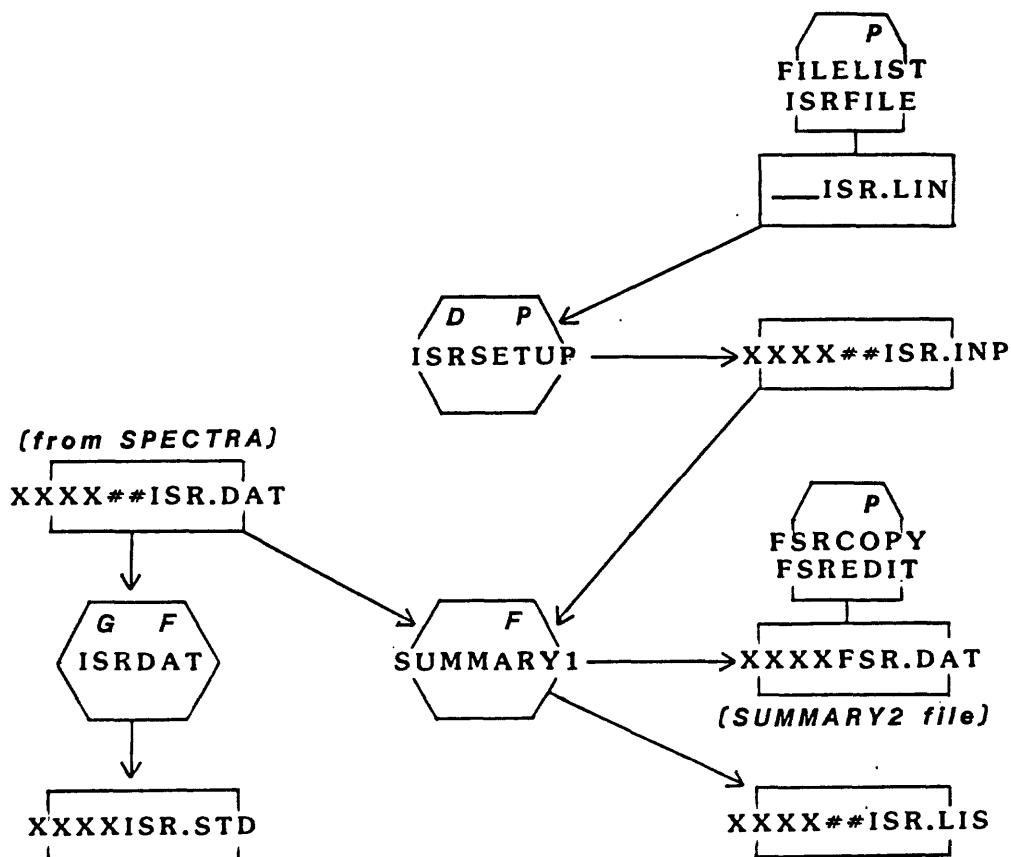 P
FILELIST
ISRFILE
___ISR.LIN
D P
ISRSETUP
XXXX##ISR.INP
(from SPECTRA)
XXXX##ISR.DAT
P
FSRCOPY
FSREDIT
G F
ISRDAT
F
SUMMARY1
XXXXFSR.DAT
(SUMMARY2 file)
XXXXISR.STD
XXXX##ISR.LIS